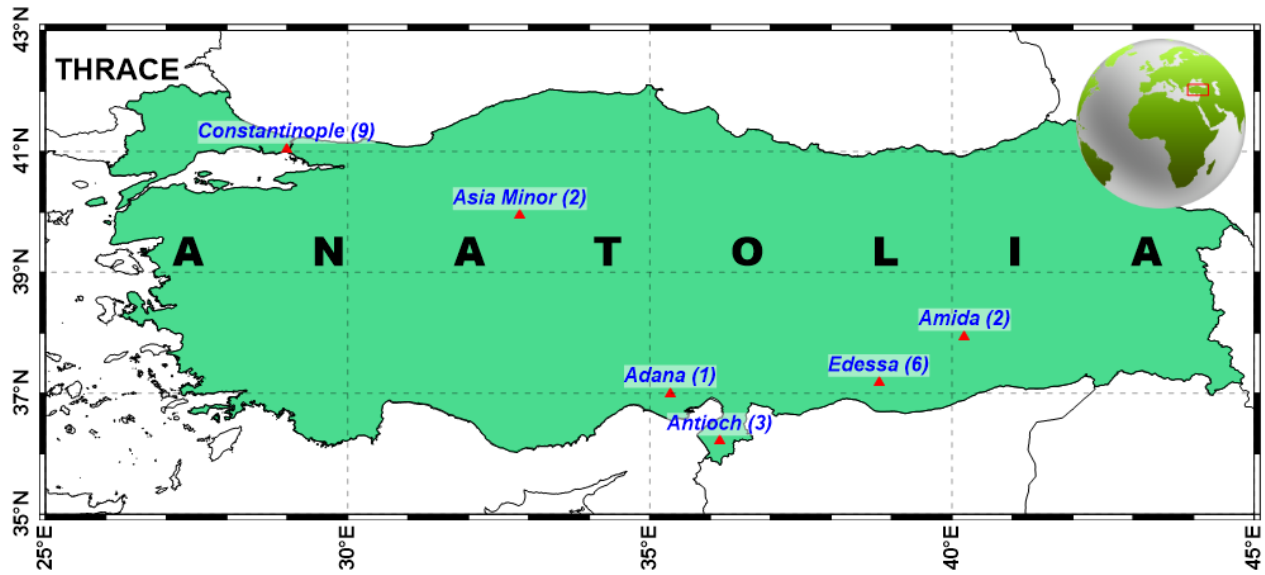 THRACE
Constantinople (9)
Asia Minor (2)
A N A T O L I A
Amida (2)
Edessa (6)
Adana (1)
Antioch (3)
43°N
41°N
39°N
37°N
35°N
25°E
30°E
35°E
40°E
45°E